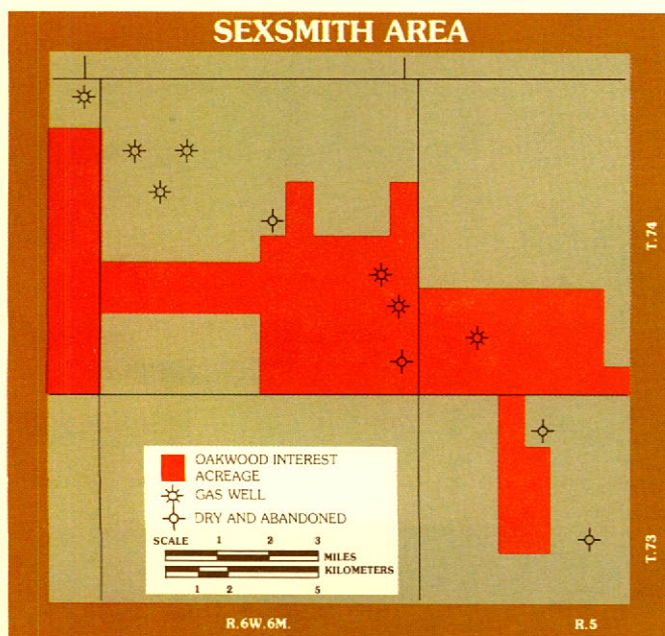 SEXSMITH AREA
T.74
OAKWOOD INTEREST
ACREAGE
GAS WELL
DRY AND ABANDONED
SCALE 1 2 3
MILES
KILOMETERS
1 2 5
T.73
R.6W.6M. R.5